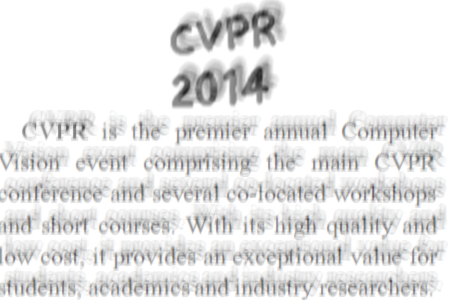 CVPR
2014
CVPR is the premier annual Computer
Vision event comprising the main CVPR
conference and several co-located workshops
and short courses. With its high quality and
low cost, it provides an exceptional value for
students, academics and industry researchers.